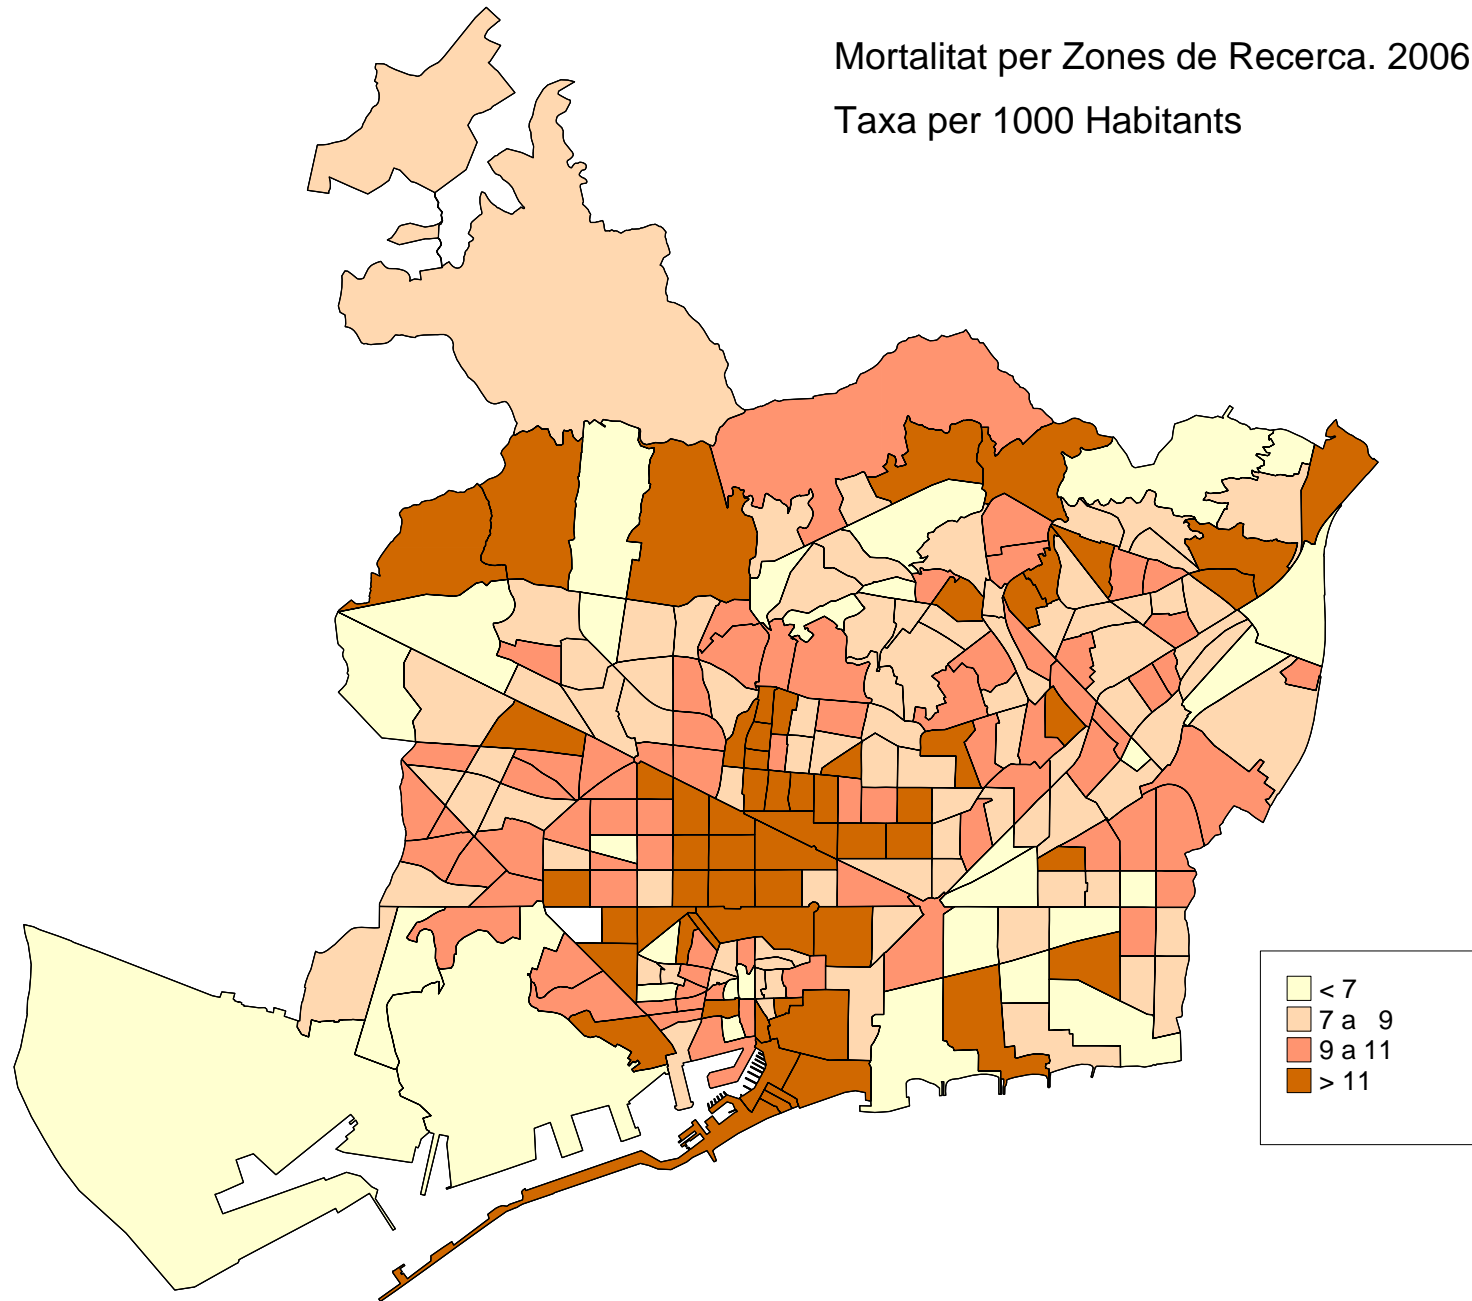 Mortalitat per Zones de Recerca. 2006
Taxa per 1000 Habitants
< 7
7 a 9
9 a 11
> 11